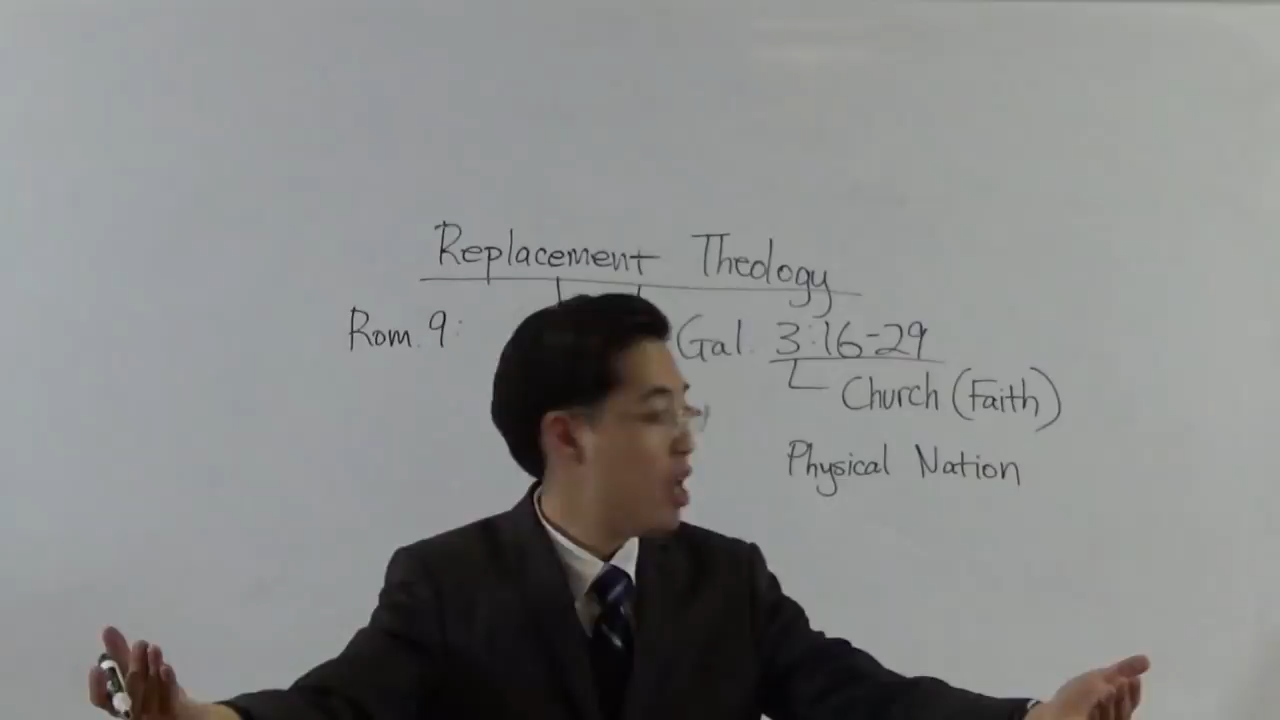 Replacement Theology
Rom. 9:
Gal. 3:16-29
Church (Faith)
Physical Nation